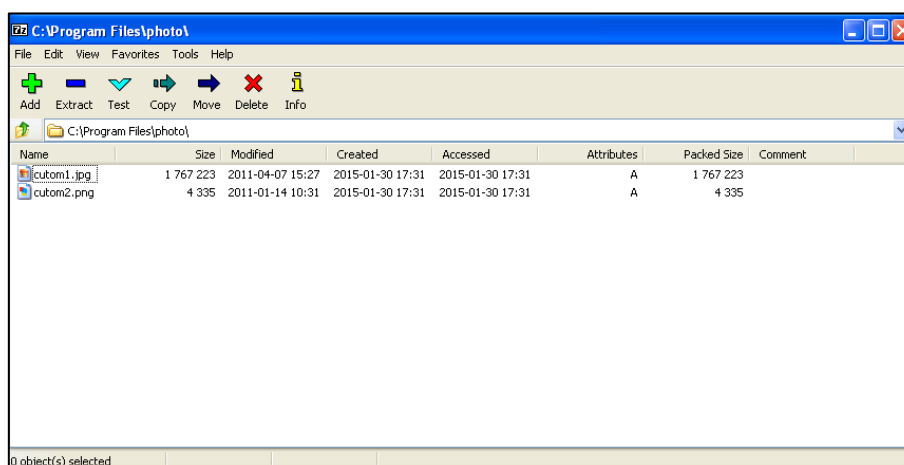 7z C:\Program Files\photo\
File Edit View Favorites Tools Help
Add Extract Test Copy Move Delete Info
C:\Program Files\photo\
Name Size Modified Created Accessed Attributes Packed Size Comment
cutom1.jpg 1 767 223 2011-04-07 15:27 2015-01-30 17:31 2015-01-30 17:31 A 1 767 223
cutom2.png 4 335 2011-01-14 10:31 2015-01-30 17:31 2015-01-30 17:31 A 4 335
0 object(s) selected